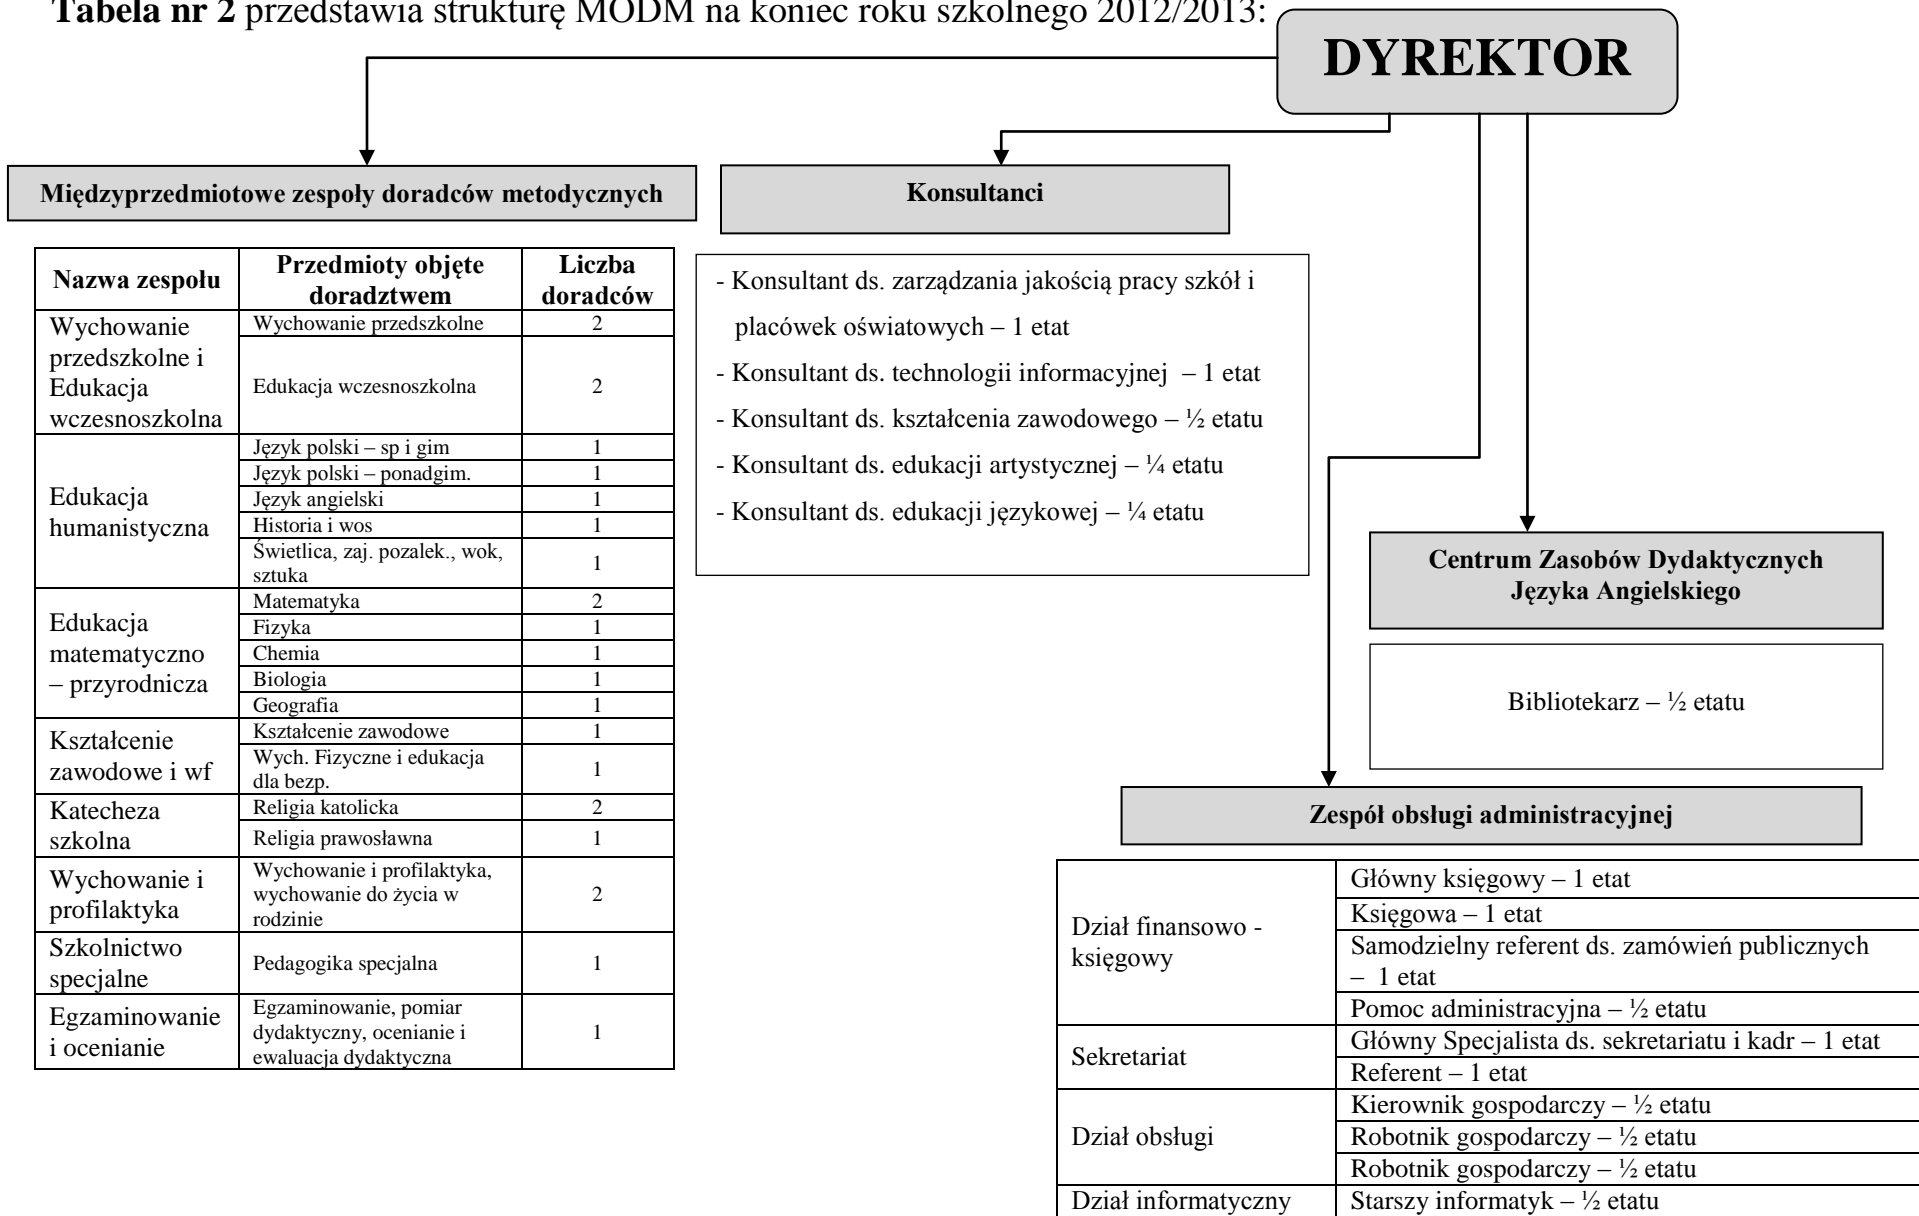 Tabela nr 2 przedstawia strukturę MODM na koniec roku szkolnego 2012/2013:
DYREKTOR
Międzyprzedmiotowe zespoły doradców metodycznych
Nazwa zespołu
Przedmioty objęte
doradztwem
Liczba
doradców
Wychowanie
przedszkolne i
Edukacja
wczesnoszkolna
Wychowanie przedszkolne
2
Edukacja wczesnoszkolna
2
Edukacja
humanistyczna
Język polski – sp i gim
1
Język polski – ponadgim.
1
Język angielski
1
Historia i wos
1
Świetlica, zaj. pozalek., wok,
sztuka
1
Edukacja
matematyczno
– przyrodnicza
Matematyka
2
Fizyka
1
Chemia
1
Biologia
1
Geografia
1
Kształcenie
zawodowe i wf
Kształcenie zawodowe
1
Wych. Fizyczne i edukacja
dla bezp.
1
Katecheza
szkolna
Religia katolicka
2
Religia prawosławna
1
Wychowanie i
profilaktyka
Wychowanie i profilaktyka,
wychowanie do życia w
rodzinie
2
Szkolnictwo
specjalne
Pedagogika specjalna
1
Egzaminowanie
i ocenianie
Egzaminowanie, pomiar
dydaktyczny, ocenianie i
ewaluacja dydaktyczna
1
Konsultanci
- Konsultant ds. zarządzania jakością pracy szkół i
placówek oświatowych – 1 etat
- Konsultant ds. technologii informacyjnej – 1 etat
- Konsultant ds. kształcenia zawodowego – ½ etatu
- Konsultant ds. edukacji artystycznej – ¼ etatu
- Konsultant ds. edukacji językowej – ¼ etatu
Centrum Zasobów Dydaktycznych
Języka Angielskiego
Bibliotekarz – ½ etatu
Zespół obsługi administracyjnej
Dział finansowo -
księgowy
Główny księgowy – 1 etat
Księgowa – 1 etat
Samodzielny referent ds. zamówień publicznych
– 1 etat
Pomoc administracyjna – ½ etatu
Sekretariat
Główny Specjalista ds. sekretariatu i kadr – 1 etat
Referent – 1 etat
Dział obsługi
Kierownik gospodarczy – ½ etatu
Robotnik gospodarczy – ½ etatu
Robotnik gospodarczy – ½ etatu
Dział informatyczny
Starszy informatyk – ½ etatu